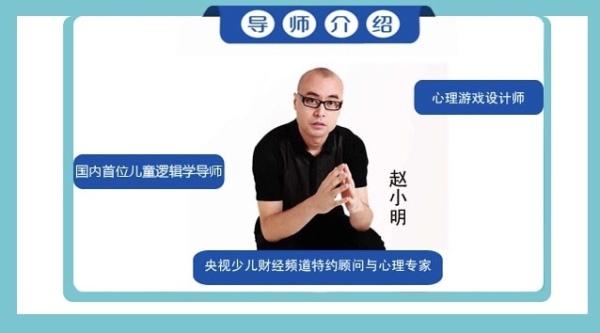 导师介绍
心理游戏设计师
国内首位儿童逻辑学导师
赵小明
央视少儿财经频道特约顾问与心理专家